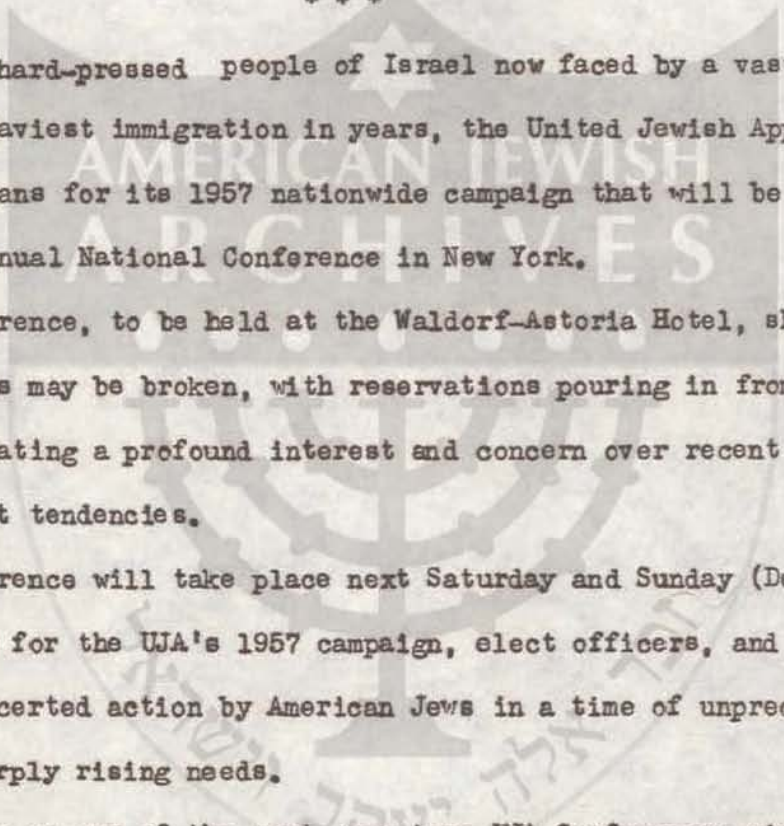 * * *
hard-pressed people of Israel now faced by a vas
aviest immigration in years, the United Jewish Ap
AMERICAN JEWISH
ans for its 1957 nationwide campaign that will be
ARCHIVES
nual National Conference in New York.
rence, to be held at the Waldorf-Astoria Hotel, s
s may be broken, with reservations pouring in fro
ating a profound interest and concern over recent
t tendencies.
rence will take place next Saturday and Sunday (D
for the UJA's 1957 campaign, elect officers, and
certed action by American Jews in a time of unpre
rply rising needs.
זכר אלה יעקב וישראל